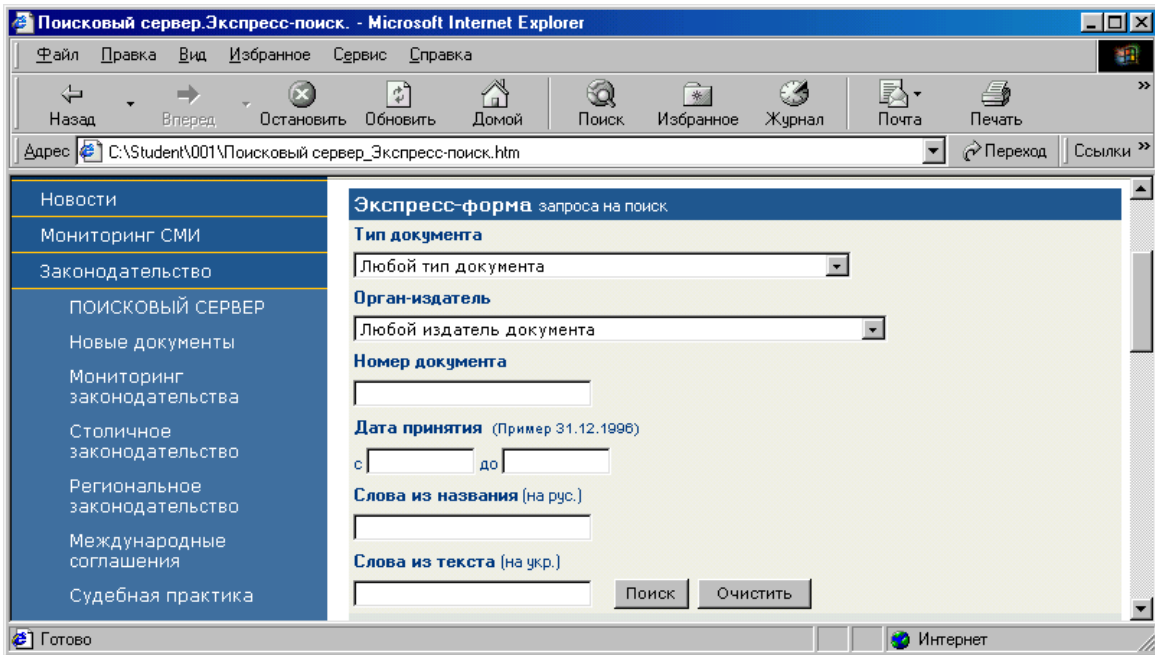 Поисковый сервер.Экспресс-поиск. - Microsoft Internet Explorer
Файл Правка Вид Избранное Сервис Справка
Назад Вперед Остановить Обновить Домой Поиск Избранное Журнал Почта Печать »
Адрес C:\Student\001\Поисковый сервер_Экспресс-поиск.htm Переход Ссылки »
Новости
Мониторинг СМИ
Законодательство
ПОИСКОВЫЙ СЕРВЕР
Новые документы
Мониторинг
законодательства
Столичное
законодательство
Региональное
законодательство
Международные
соглашения
Судебная практика
Экспресс-форма запроса на поиск
Тип документа
Любой тип документа
Орган-издатель
Любой издатель документа
Номер документа
Дата принятия (Пример 31.12.1996)
с до
Слова из названия (на рус.)
Слова из текста (на укр.)
Поиск Очистить
Готово Интернет